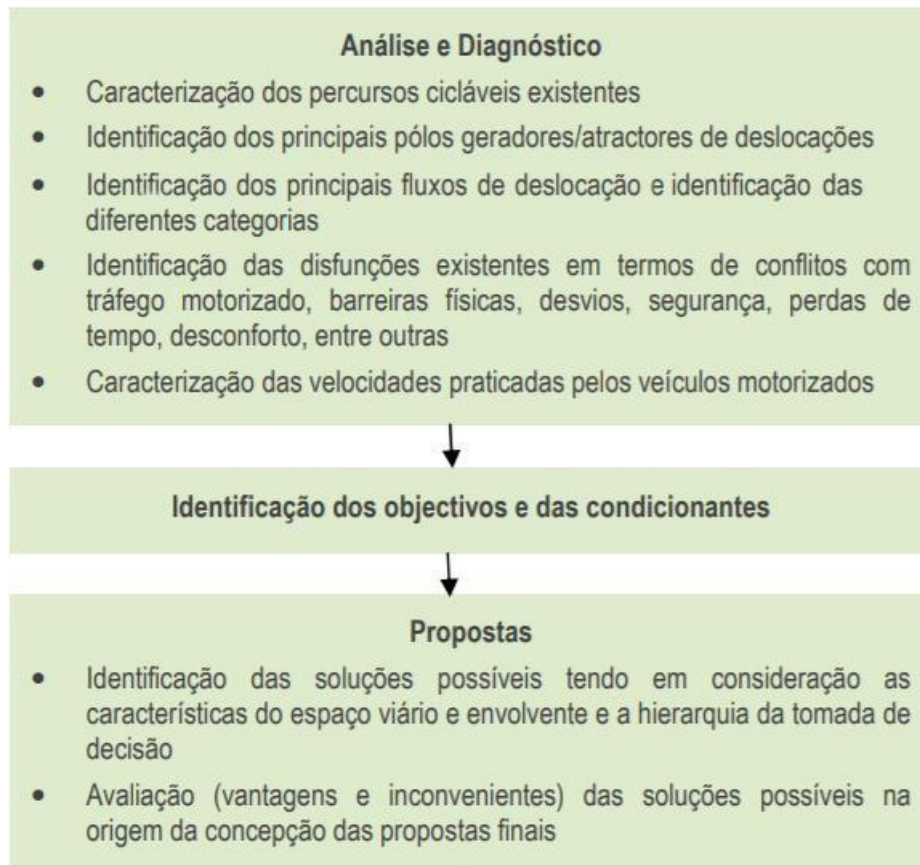 Análise e Diagnóstico
• Caracterização dos percursos cicláveis existentes
• Identificação dos principais pólos geradores/atractores de deslocações
• Identificação dos principais fluxos de deslocação e identificação das
diferentes categorias
• Identificação das disfunções existentes em termos de conflitos com
tráfego motorizado, barreiras físicas, desvios, segurança, perdas de
tempo, desconforto, entre outras
• Caracterização das velocidades praticadas pelos veículos motorizados
Identificação dos objectivos e das condicionantes
Propostas
• Identificação das soluções possíveis tendo em consideração as
características do espaço viário e envolvente e a hierarquia da tomada de
decisão
• Avaliação (vantagens e inconvenientes) das soluções possíveis na
origem da concepção das propostas finais